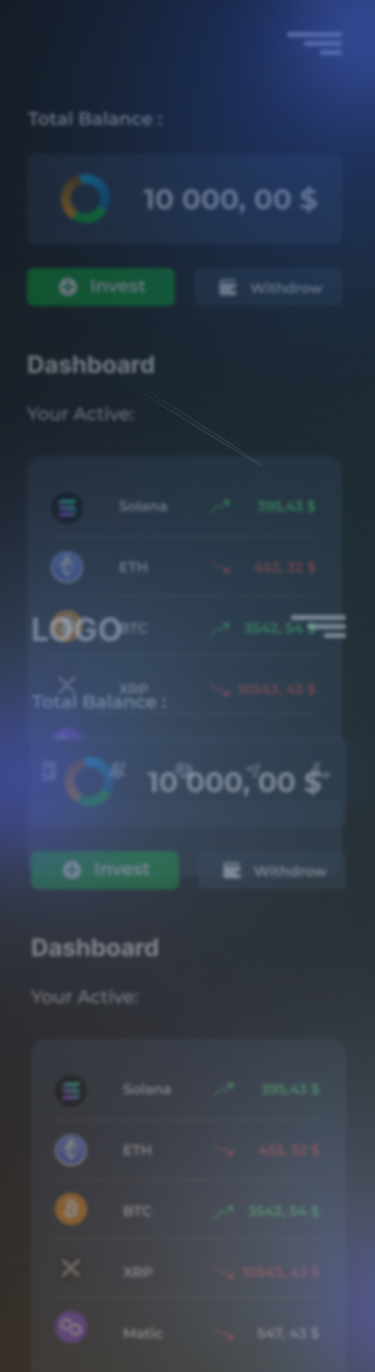 Total Balance :
10 000, 00 $
Invest
Withdrow
Dashboard
Your Active:
Solana 395,43 $
ETH 453, 32 $
LOGO BTC 3542, 54 $
XRP 10543, 43 $
Total Balance :
10 000, 00 $
Invest
Withdrow
Dashboard
Your Active:
Solana 395,43 $
ETH 453, 32 $
BTC 3542, 54 $
XRP 10543, 43 $
Matic 547, 43 $